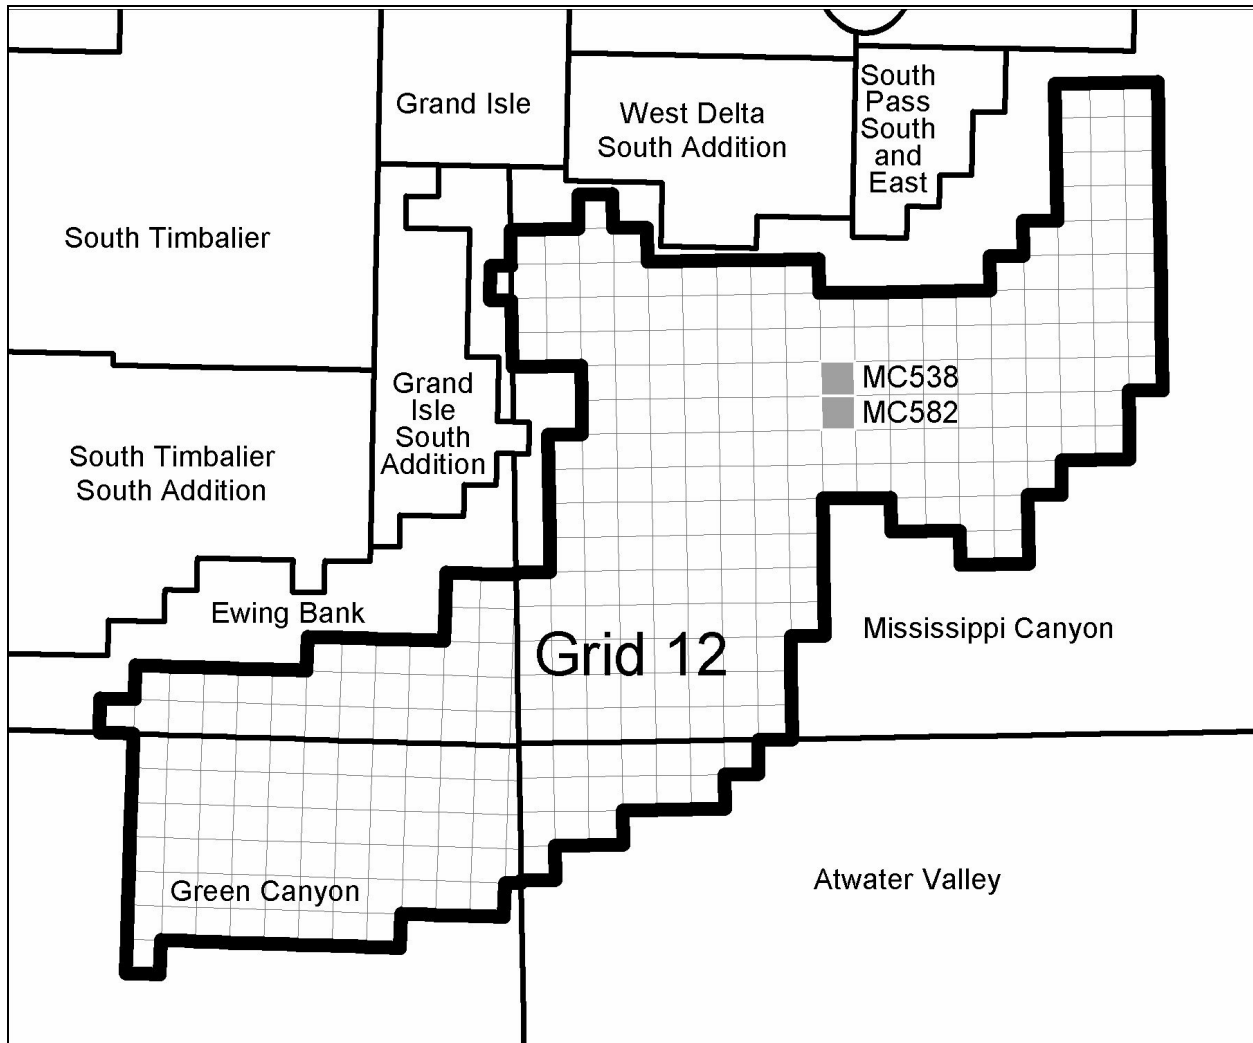 Grand Isle
West Delta
South Addition
South
Pass
South
and
East
South Timbalier
Grand
Isle
South
Addition
MC538
MC582
South Timbalier
South Addition
Ewing Bank
Grid 12
Mississippi Canyon
Green Canyon
Atwater Valley